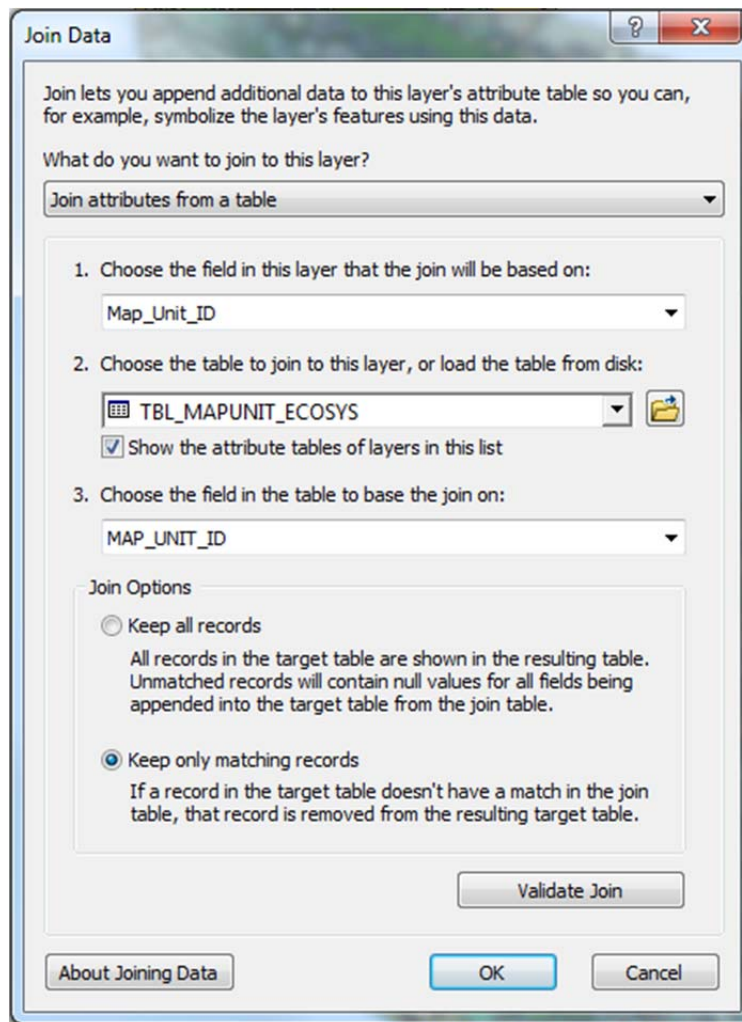 Join Data
Join lets you append additional data to this layer's attribute table so you can,
for example, symbolize the layer's features using this data.
What do you want to join to this layer?
Join attributes from a table
1. Choose the field in this layer that the join will be based on:
Map_Unit_ID
2. Choose the table to join to this layer, or load the table from disk:
TBL_MAPUNIT_ECOSYS
Show the attribute tables of layers in this list
3. Choose the field in the table to base the join on:
MAP_UNIT_ID
Join Options
Keep all records
All records in the target table are shown in the resulting table.
Unmatched records will contain null values for all fields being
appended into the target table from the join table.
Keep only matching records
If a record in the target table doesn't have a match in the join
table, that record is removed from the resulting target table.
Validate Join
About Joining Data
OK
Cancel